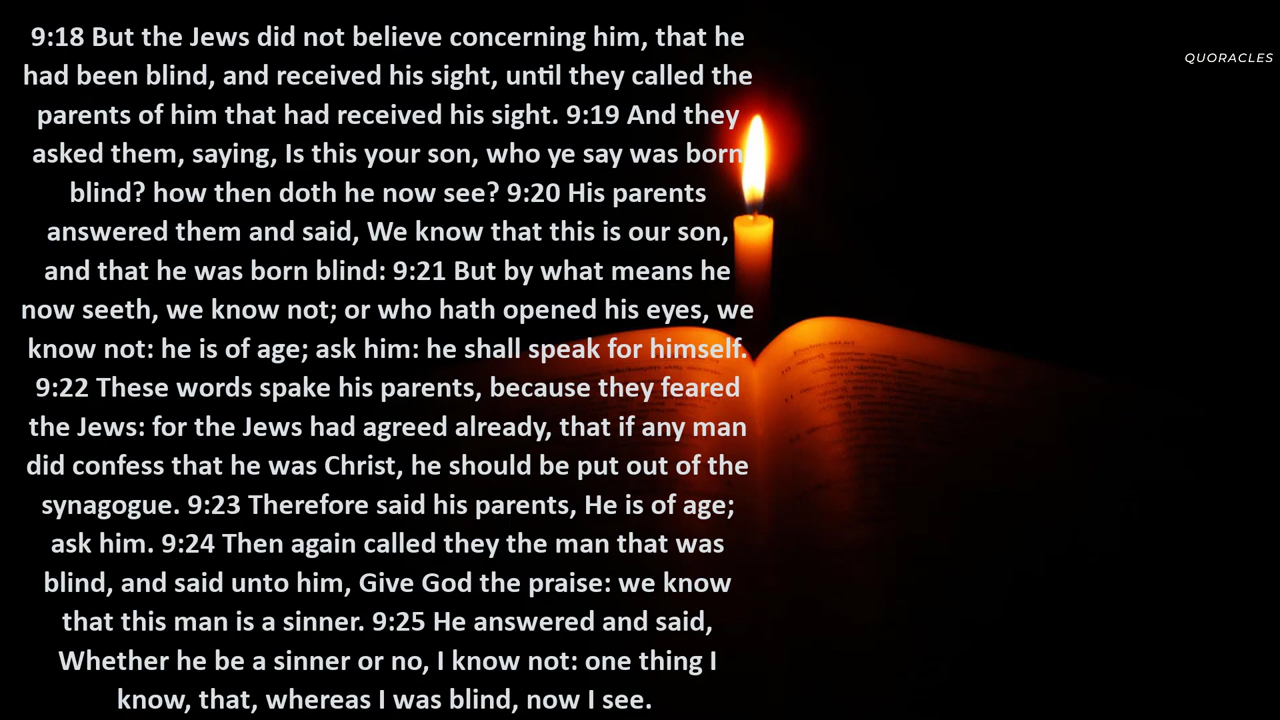 9:18 But the Jews did not believe concerning him, that he
had been blind, and received his sight, until they called the
parents of him that had received his sight. 9:19 And they
asked them, saying, Is this your son, who ye say was born
blind? how then doth he now see? 9:20 His parents
answered them and said, We know that this is our son,
and that he was born blind: 9:21 But by what means he
now seeth, we know not; or who hath opened his eyes, we
know not: he is of age; ask him: he shall speak for himself.
9:22 These words spake his parents, because they feared
the Jews: for the Jews had agreed already, that if any man
did confess that he was Christ, he should be put out of the
synagogue. 9:23 Therefore said his parents, He is of age;
ask him. 9:24 Then again called they the man that was
blind, and said unto him, Give God the praise: we know
that this man is a sinner. 9:25 He answered and said,
Whether he be a sinner or no, I know not: one thing I
know, that, whereas I was blind, now I see.
QUORACLES